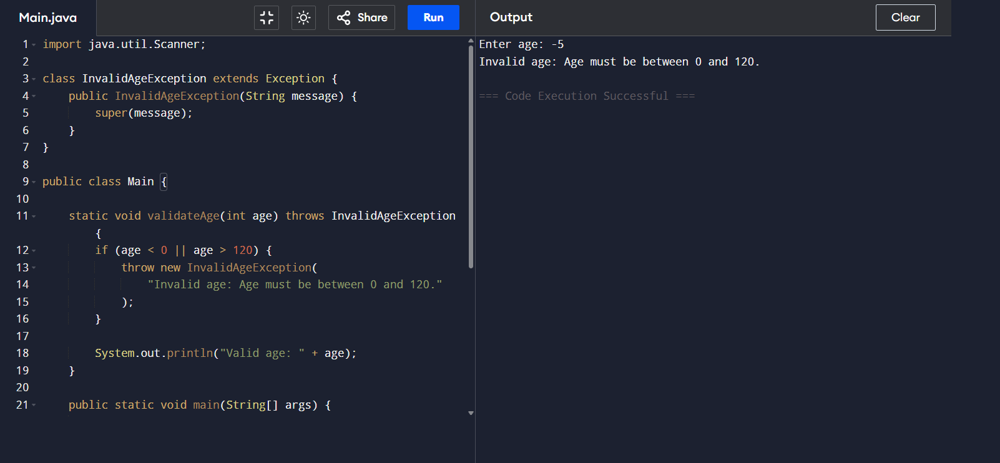 Main.java
Share
Run
Output
Clear
1 import java.util.Scanner;
2
3 class InvalidAgeException extends Exception {
4     public InvalidAgeException(String message) {
5         super(message);
6     }
7 }
8
9 public class Main {
10
11     static void validateAge(int age) throws InvalidAgeException
        {
12         if (age < 0 || age > 120) {
13             throw new InvalidAgeException(
14                 "Invalid age: Age must be between 0 and 120."
15             );
16         }
17
18         System.out.println("Valid age: " + age);
19     }
20
21     public static void main(String[] args) {
Enter age: -5
Invalid age: Age must be between 0 and 120.
=== Code Execution Successful ===